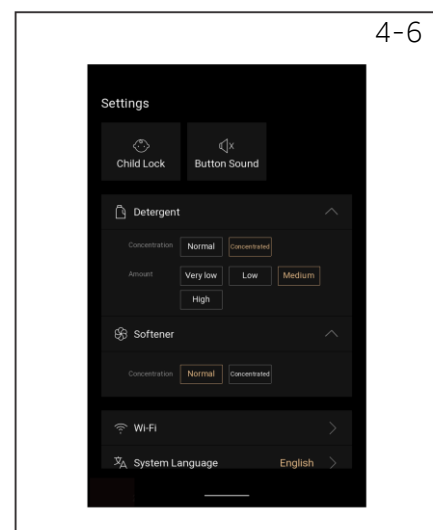 4-6
Settings
Child Lock Button Sound
Detergent
Concentration Normal Concentrated
Amount Very low Low Medium
High
Softener
Concentration Normal Concentrated
Wi-Fi
System Language English